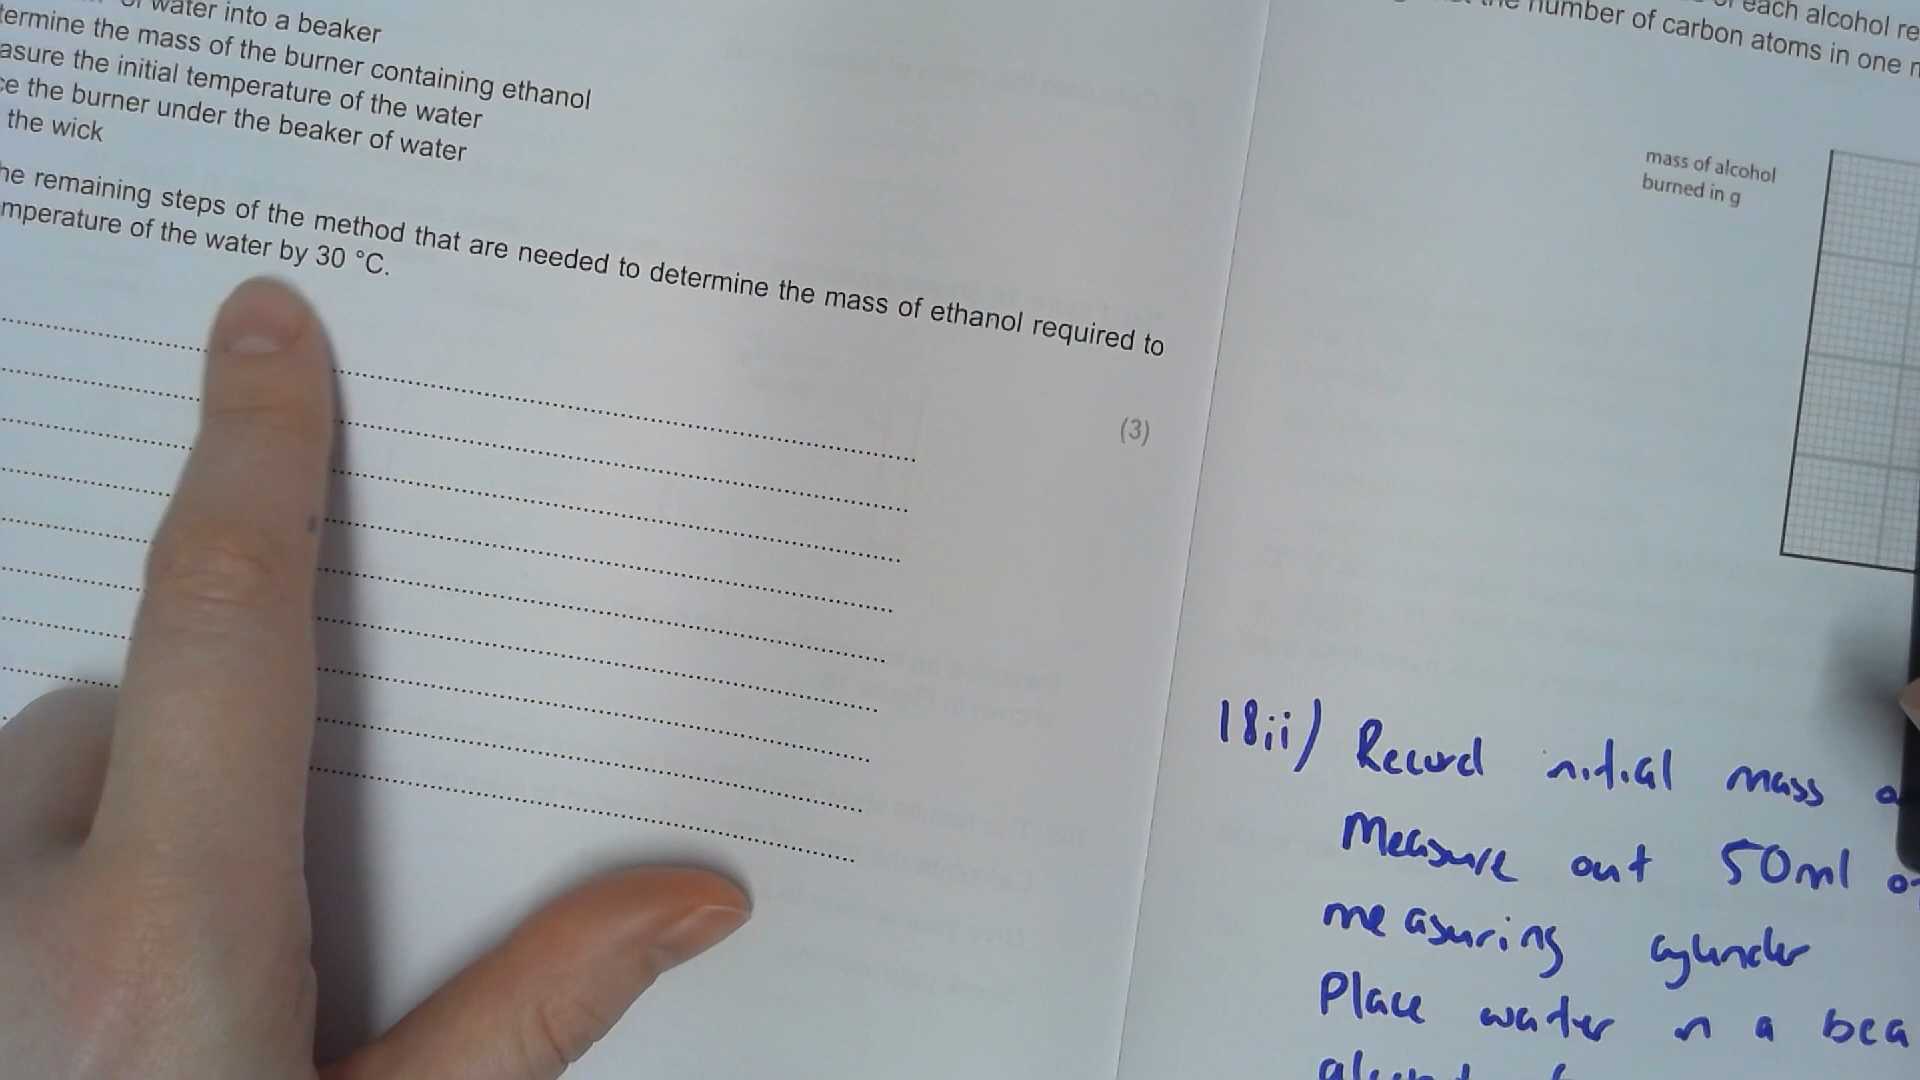 water into a beaker
termine the mass of the burner containing ethanol
asure the initial temperature of the water
ce the burner under the beaker of water
the wick
he remaining steps of the method that are needed to determine the mass of ethanol required to
mperature of the water by 30 °C.
(3)
each alcohol re
number of carbon atoms in one
mass of alcohol
burned in g
18ii) Record initial mass
Measure out 50ml
measuring cylinder
Place water in a bea